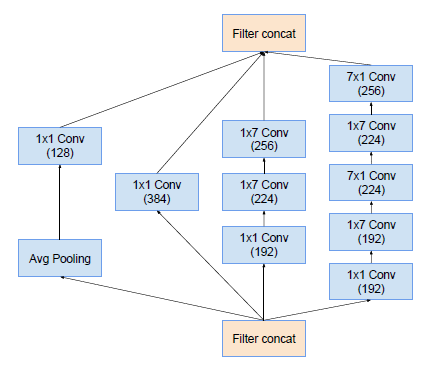 Filter concat
7x1 Conv
(256)
1x7 Conv
(224)
7x1 Conv
(224)
1x7 Conv
(192)
1x1 Conv
(192)
1x7 Conv
(256)
1x7 Conv
(224)
1x1 Conv
(192)
1x1 Conv
(384)
1x1 Conv
(128)
Avg Pooling
Filter concat